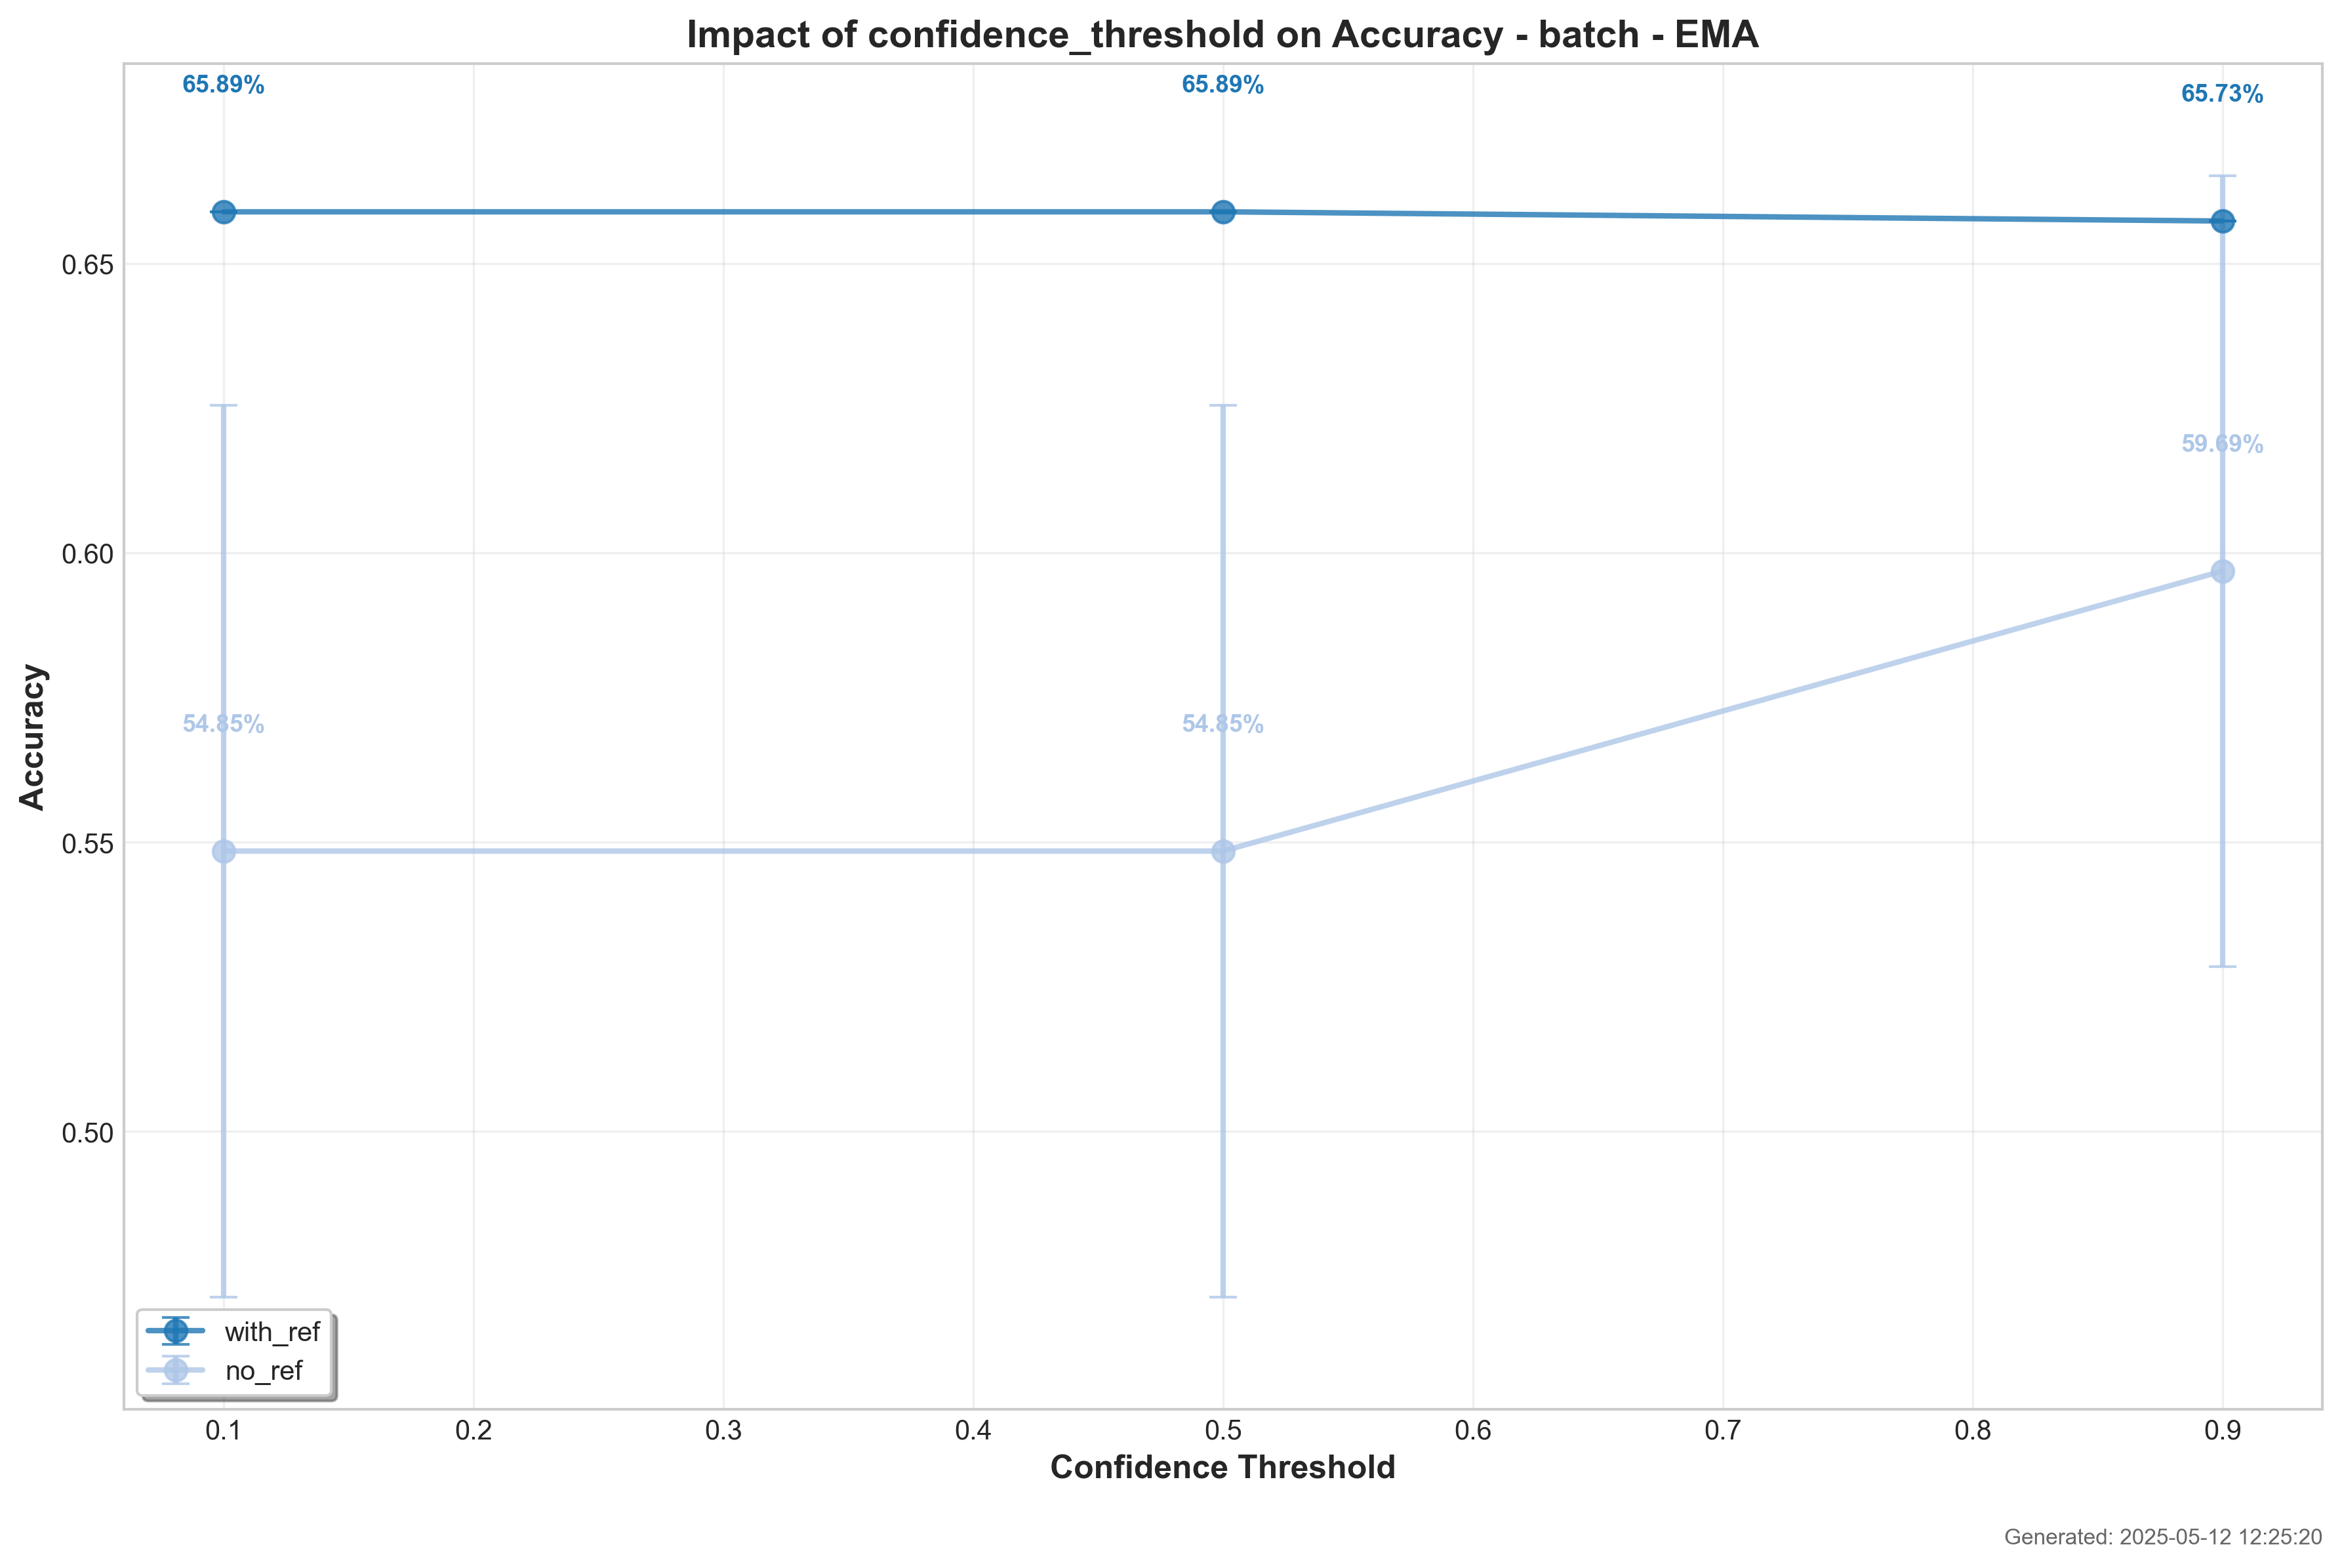 Impact of confidence_threshold on Accuracy - batch - EMA
65.89%
65.89%
65.73%
0.65
59.69%
0.60
54.85%
54.85%
Accuracy
0.55
0.50
with_ref
no_ref
0.1 0.2 0.3 0.4 0.5 0.6 0.7 0.8 0.9
Confidence Threshold
Generated: 2025-05-12 12:25:20